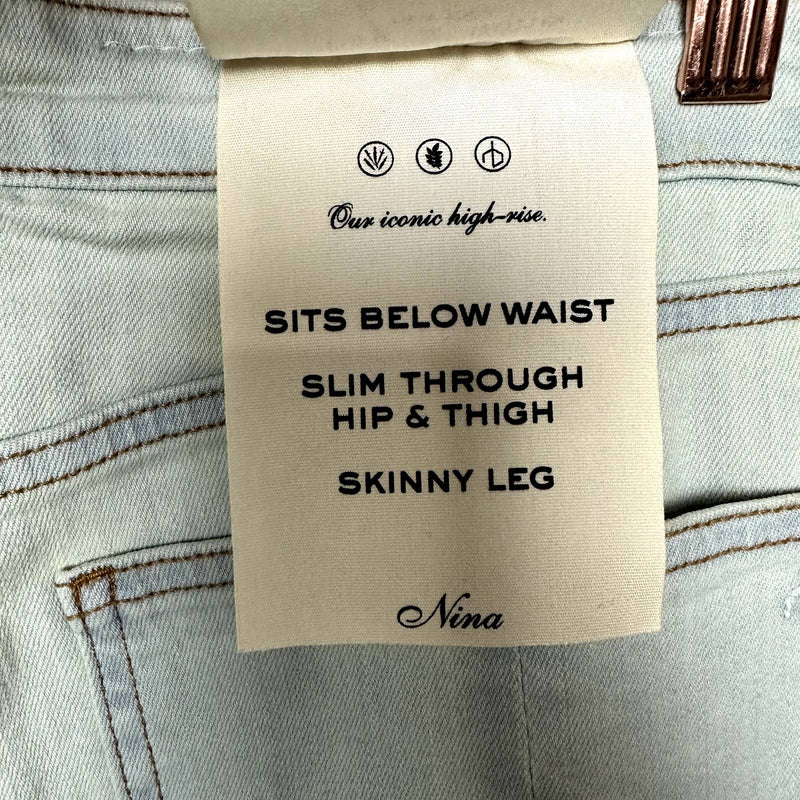 Our iconic high-rise.
SITS BELOW WAIST
SLIM THROUGH
HIP & THIGH
SKINNY LEG
Nina